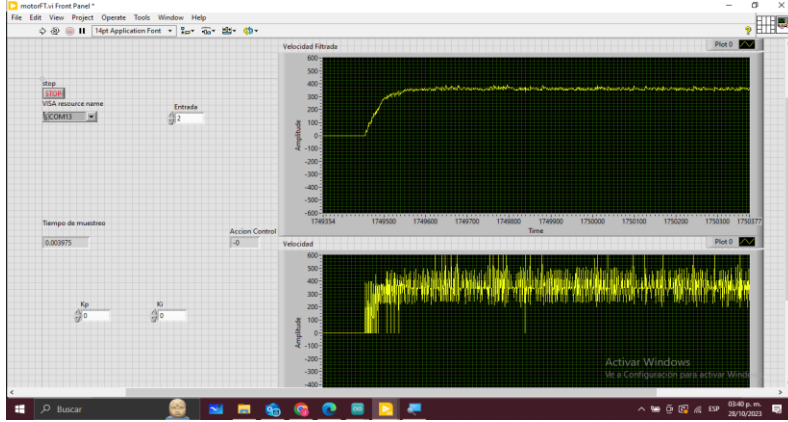 motorFT.vi Front Panel *
File Edit View Project Operate Tools Window Help
14pt Application Font
Velocidad Filtrada
Plot 0
600
500
400
300
200
100
0
-100
-200
-300
-400
-500
-600
Amplitude
1749354 1749500 1749600 1749700 1749800 1749900 1750000 1750100 1750200 1750300 1750377
Time
stop
STOP
VISA resource name
COM13
Entrada
2
Tiempo de muestreo
0.003975
Accion Control
-0
Kp
0
Ki
0
Velocidad
Plot 0
600
500
400
300
200
100
0
-100
-200
-300
-400
Amplitude
Activar Windows
Ve a Configuración para activar Wind
Buscar
ESP
03:40 p. m.
28/10/2023